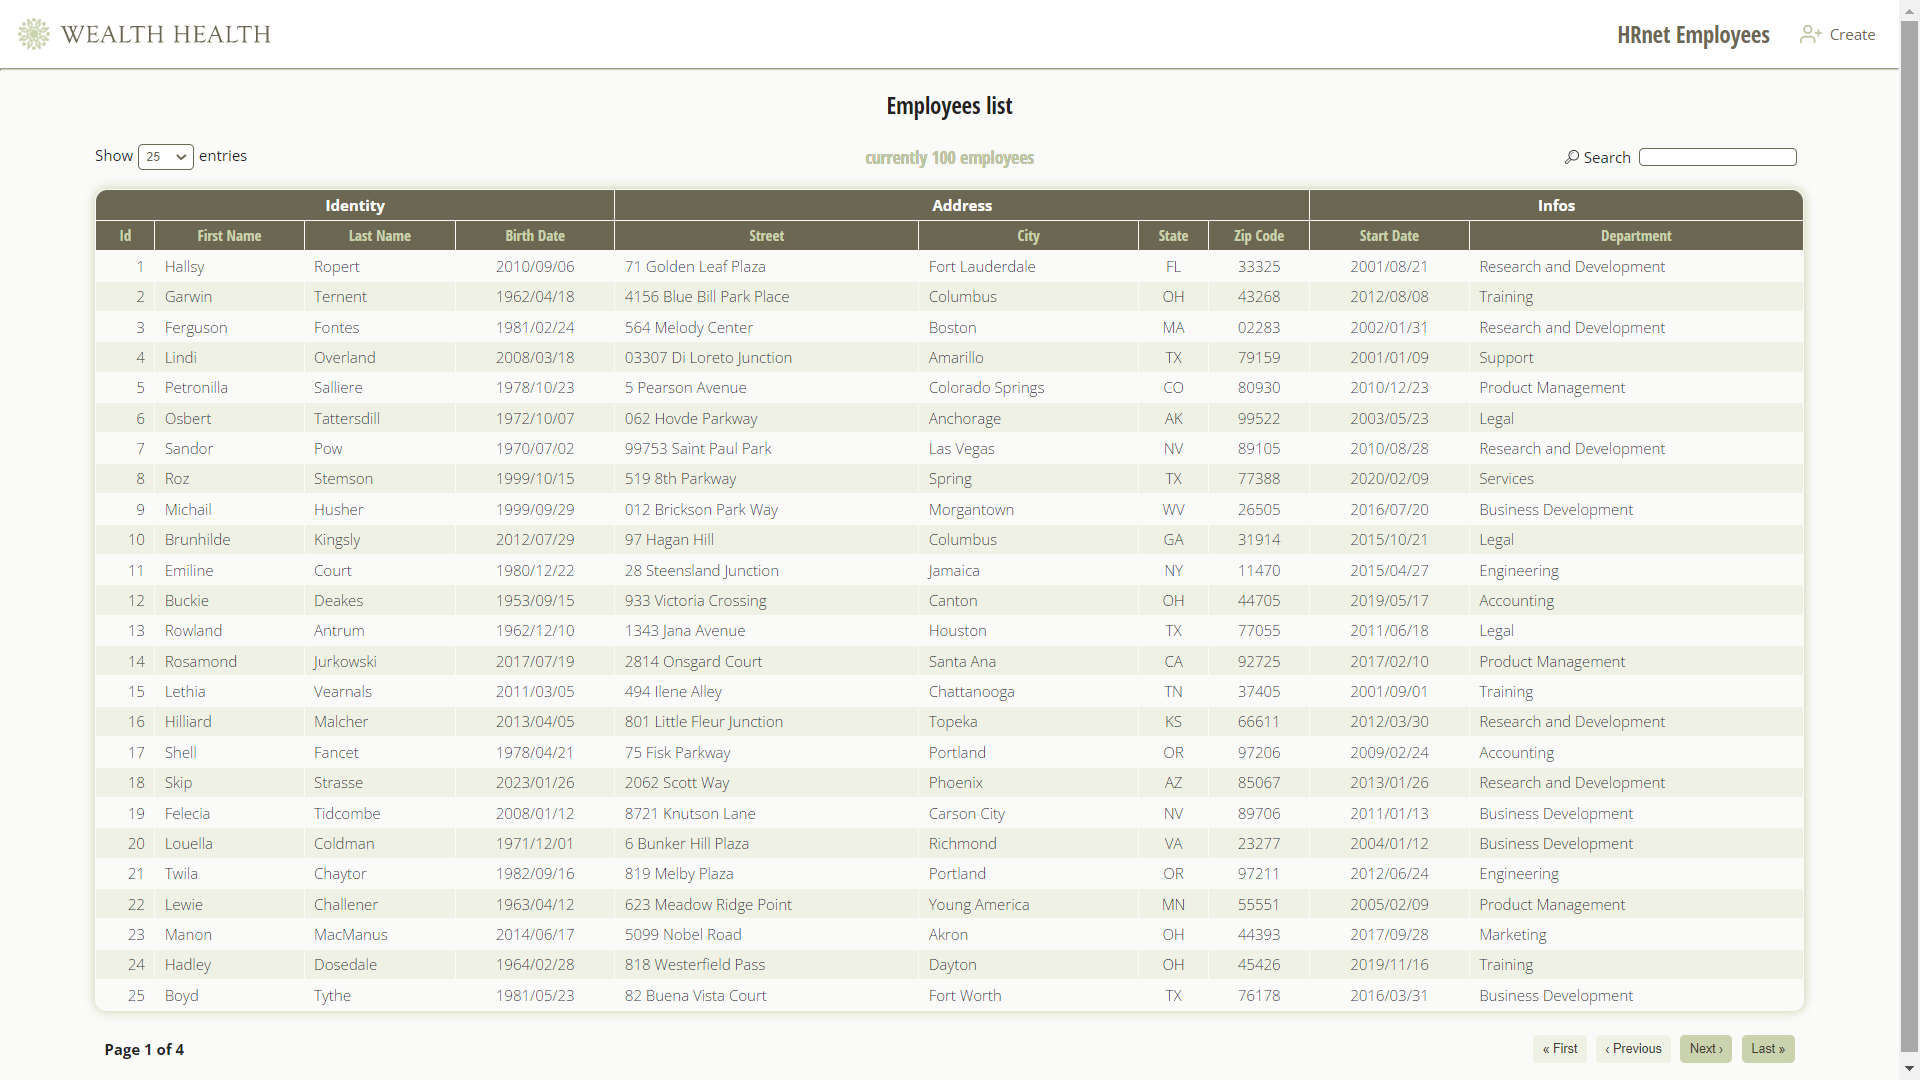 WEALTH HEALTH HRnet Employees Create
Employees list
Show 25 entries currently 100 employees Search
Identity Address Infos
Id First Name Last Name Birth Date Street City State Zip Code Start Date Department
1 Hallsy Ropert 2010/09/06 71 Golden Leaf Plaza Fort Lauderdale FL 33325 2001/08/21 Research and Development
2 Garwin Ternent 1962/04/18 4156 Blue Bill Park Place Columbus OH 43268 2012/08/08 Training
3 Ferguson Fontes 1981/02/24 564 Melody Center Boston MA 02283 2002/01/31 Research and Development
4 Lindi Overland 2008/03/18 03307 Di Loreto Junction Amarillo TX 79159 2001/01/09 Support
5 Petronilla Salliere 1978/10/23 5 Pearson Avenue Colorado Springs CO 80930 2010/12/23 Product Management
6 Osbert Tattersdill 1972/10/07 062 Hovde Parkway Anchorage AK 99522 2003/05/23 Legal
7 Sandor Pow 1970/07/02 99753 Saint Paul Park Las Vegas NV 89105 2010/08/28 Research and Development
8 Roz Stemson 1999/10/15 519 8th Parkway Spring TX 77388 2020/02/09 Services
9 Michail Husher 1999/09/29 012 Brickson Park Way Morgantown WV 26505 2016/07/20 Business Development
10 Brunhilde Kingsly 2012/07/29 97 Hagan Hill Columbus GA 31914 2015/10/21 Legal
11 Emiline Court 1980/12/22 28 Steensland Junction Jamaica NY 11470 2015/04/27 Engineering
12 Buckie Deakes 1953/09/15 933 Victoria Crossing Canton OH 44705 2019/05/17 Accounting
13 Rowland Antrum 1962/12/10 1343 Jana Avenue Houston TX 77055 2011/06/18 Legal
14 Rosamond Jurkowski 2017/07/19 2814 Onsgard Court Santa Ana CA 92725 2017/02/10 Product Management
15 Lethia Vearnals 2011/03/05 494 Ilene Alley Chattanooga TN 37405 2001/09/01 Training
16 Hilliard Malcher 2013/04/05 801 Little Fleur Junction Topeka KS 66611 2012/03/30 Research and Development
17 Shell Fancet 1978/04/21 75 Fisk Parkway Portland OR 97206 2009/02/24 Accounting
18 Skip Strasse 2023/01/26 2062 Scott Way Phoenix AZ 85067 2013/01/26 Research and Development
19 Felecia Tidcombe 2008/01/12 8721 Knutson Lane Carson City NV 89706 2011/01/13 Business Development
20 Louella Coldman 1971/12/01 6 Bunker Hill Plaza Richmond VA 23277 2004/01/12 Business Development
21 Twila Chaytor 1982/09/16 819 Melby Plaza Portland OR 97211 2012/06/24 Engineering
22 Lewie Challener 1963/04/12 623 Meadow Ridge Point Young America MN 55551 2005/02/09 Product Management
23 Manon MacManus 2014/06/17 5099 Nobel Road Akron OH 44393 2017/09/28 Marketing
24 Hadley Dosedale 1964/02/28 818 Westerfield Pass Dayton OH 45426 2019/11/16 Training
25 Boyd Tythe 1981/05/23 82 Buena Vista Court Fort Worth TX 76178 2016/03/31 Business Development
Page 1 of 4 « First ‹ Previous Next › Last »